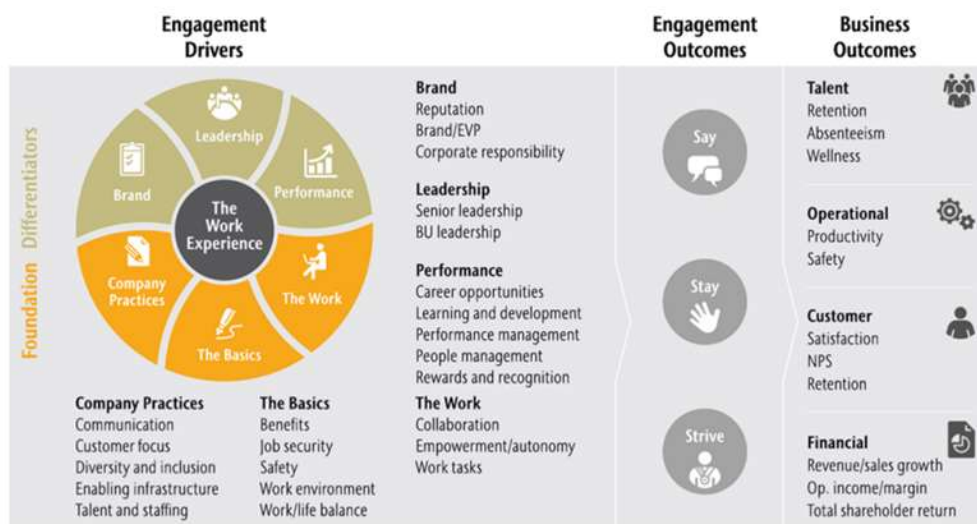 Engagement
Drivers
Engagement
Outcomes
Business
Outcomes
Foundation Differentiators
Leadership
Brand
Performance
The
Work
Experience
Company
Practices
The Work
The Basics
Brand
Reputation
Brand/EVP
Corporate responsibility
Leadership
Senior leadership
BU leadership
Performance
Career opportunities
Learning and development
Performance management
People management
Rewards and recognition
Company Practices
Communication
Customer focus
Diversity and inclusion
Enabling infrastructure
Talent and staffing
The Basics
Benefits
Job security
Safety
Work environment
Work/life balance
The Work
Collaboration
Empowerment/autonomy
Work tasks
Say
Stay
Strive
Talent
Retention
Absenteeism
Wellness
Operational
Productivity
Safety
Customer
Satisfaction
NPS
Retention
Financial
Revenue/sales growth
Op. income/margin
Total shareholder return